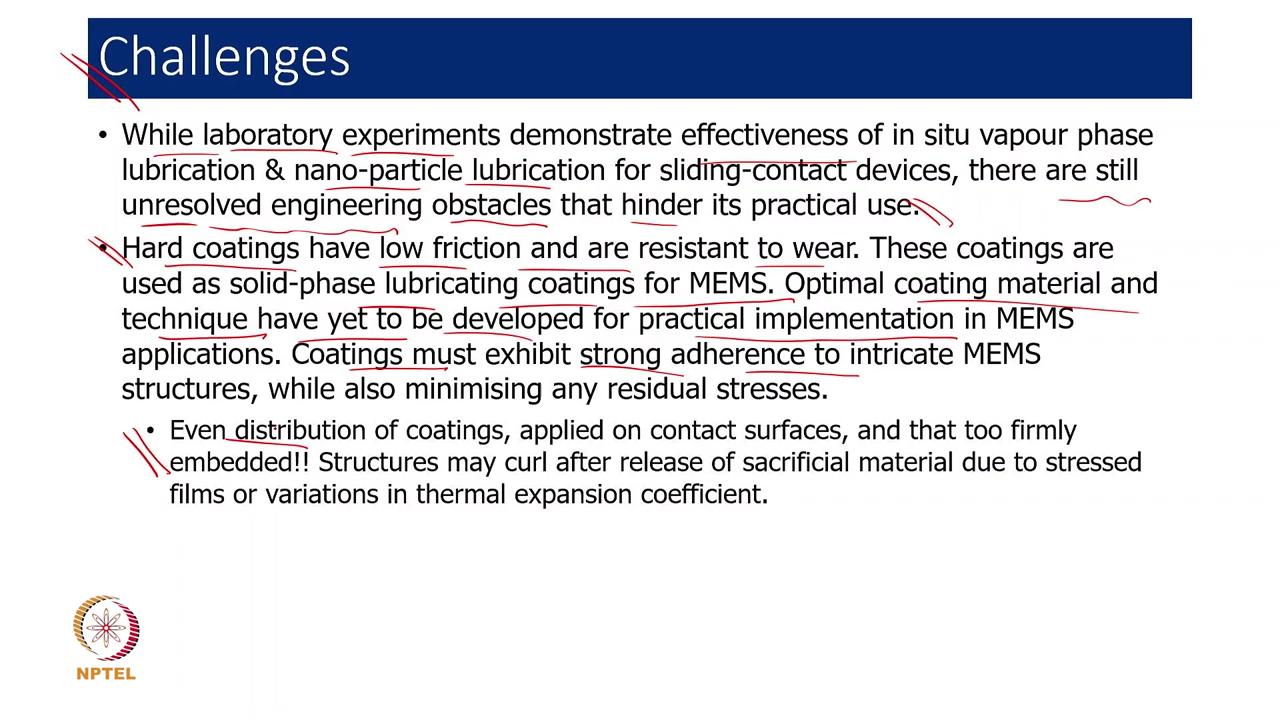 Challenges
• While laboratory experiments demonstrate effectiveness of in situ vapour phase
lubrication & nano-particle lubrication for sliding-contact devices, there are still
unresolved engineering obstacles that hinder its practical use.
• Hard coatings have low friction and are resistant to wear. These coatings are
used as solid-phase lubricating coatings for MEMS. Optimal coating material and
technique have yet to be developed for practical implementation in MEMS
applications. Coatings must exhibit strong adherence to intricate MEMS
structures, while also minimising any residual stresses.
• Even distribution of coatings, applied on contact surfaces, and that too firmly
embedded!! Structures may curl after release of sacrificial material due to stressed
films or variations in thermal expansion coefficient.
NPTEL